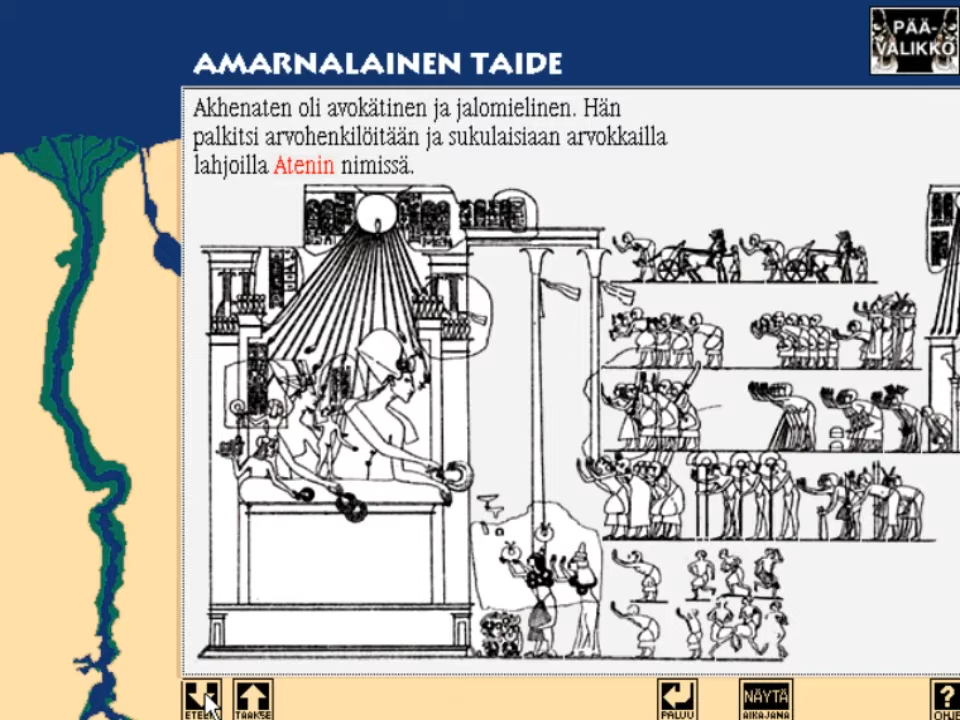 PÄÄ-
VALIKKO
AMARNALAINEN TAIDE
Akhenaten oli avokätinen ja jalomielinen. Hän
palkitsi arvohenkilöitään ja sukulaisiaan arvokkailla
lahjoilla Atenin nimissä.
ETEEN
TAAKSE
PALUU
NÄYTÄ
AIKAJANA
?
OHJE